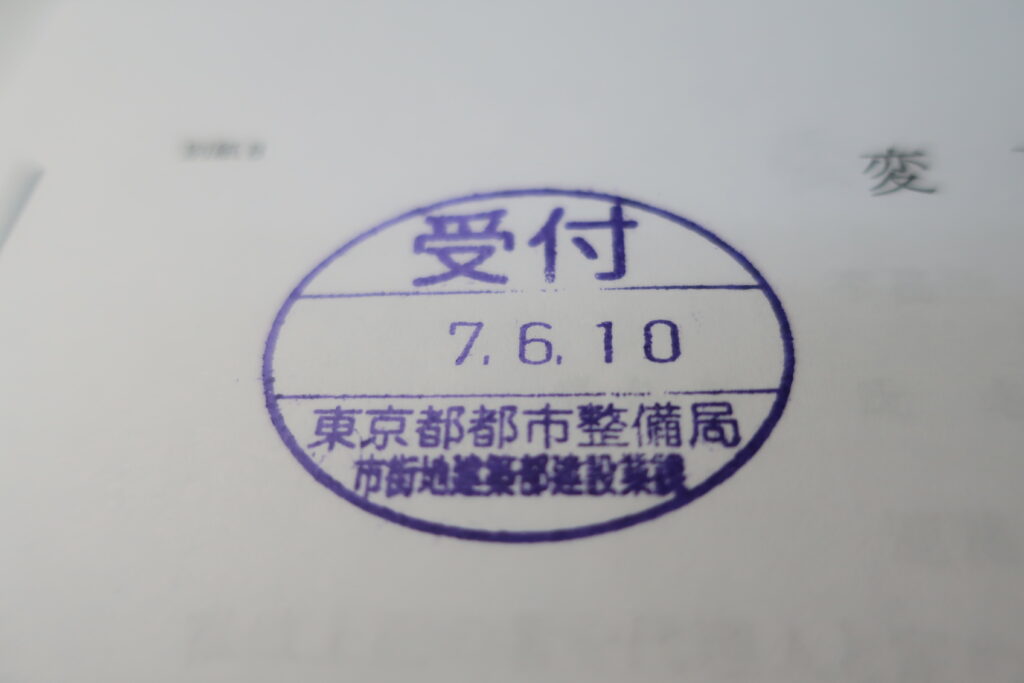 変
受付
7.6.10
東京都都市整備局
市街地建築部建設業課